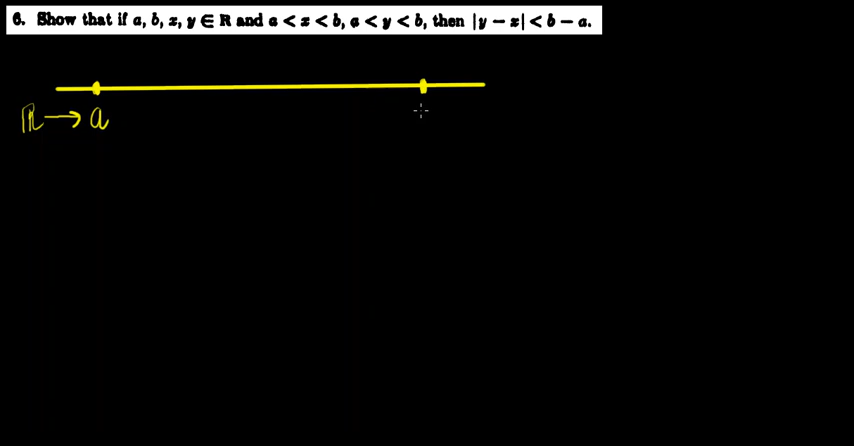 6. Show that if a, b, x, y ∈ R and a < x < b, a < y < b, then |y − x| < b − a.
ℝ → a